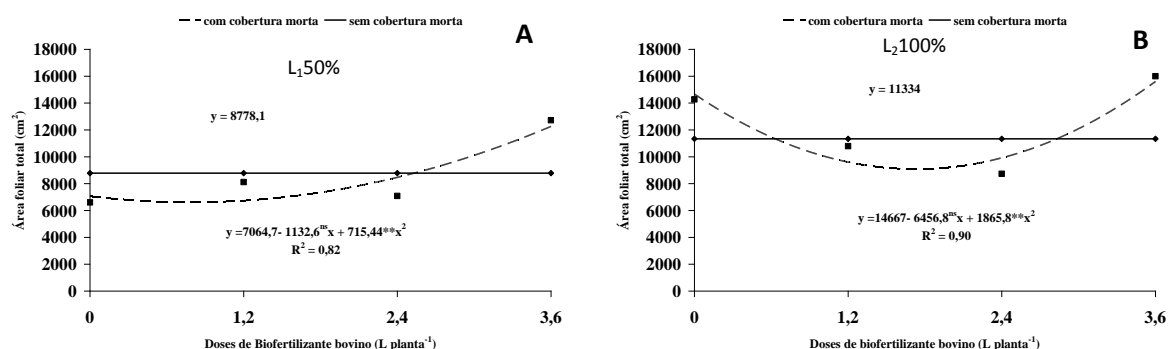 com cobertura morta sem cobertura morta
A
L₁50%
18000
16000
14000
12000
10000
8000
6000
4000
2000
0
Área foliar total (cm²)
y = 8778,1
y =7064,7- 1132,6ⁿˢx + 715,44**x²
R² = 0,82
0 1,2 2,4 3,6
Doses de Biofertilizante bovino (L planta⁻¹)
com cobertura morta sem cobertura morta
B
L₂100%
18000
16000
14000
12000
10000
8000
6000
4000
2000
0
Área foliar total (cm²)
y = 11334
y =14667- 6456,8ⁿˢx + 1865,8**x²
R² = 0,90
0 1,2 2,4 3,6
Doses de biofertilizante bovino (L planta⁻¹)